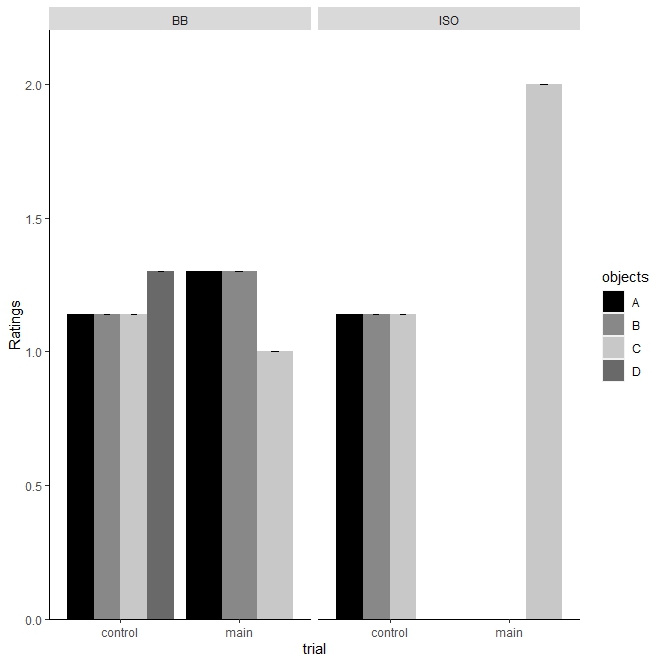 BB ISO
2.0
1.5
1.0
0.5
0.0
Ratings
control main control main
trial
objects
A
B
C
D